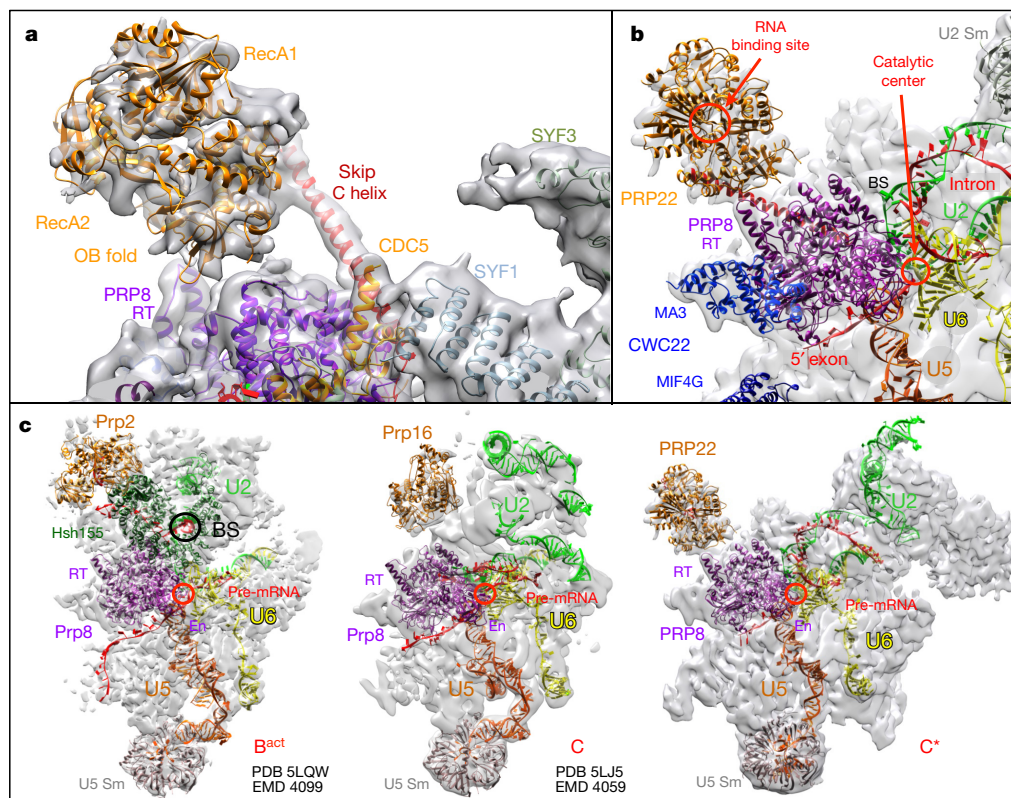 a
RecA1
SYF3
Skip
C helix
RecA2
OB fold
CDC5
PRP8
RT
SYF1
b
RNA
binding site
U2 Sm
Catalytic
center
PRP22
BS
Intron
U2
PRP8
RT
MA3
U6
CWC22
5′ exon
U5
MIF4G
c
Prp2
U2
Hsh155
BS
RT
Pre-mRNA
Prp8
En
U6
U5
Bact
U5 Sm
PDB 5LQW
EMD 4099
Prp16
U2
RT
Pre-mRNA
Prp8
En
U6
U5
C
U5 Sm
PDB 5LJ5
EMD 4059
PRP22
U2
RT
Pre-mRNA
PRP8
En
U6
U5
C*
U5 Sm